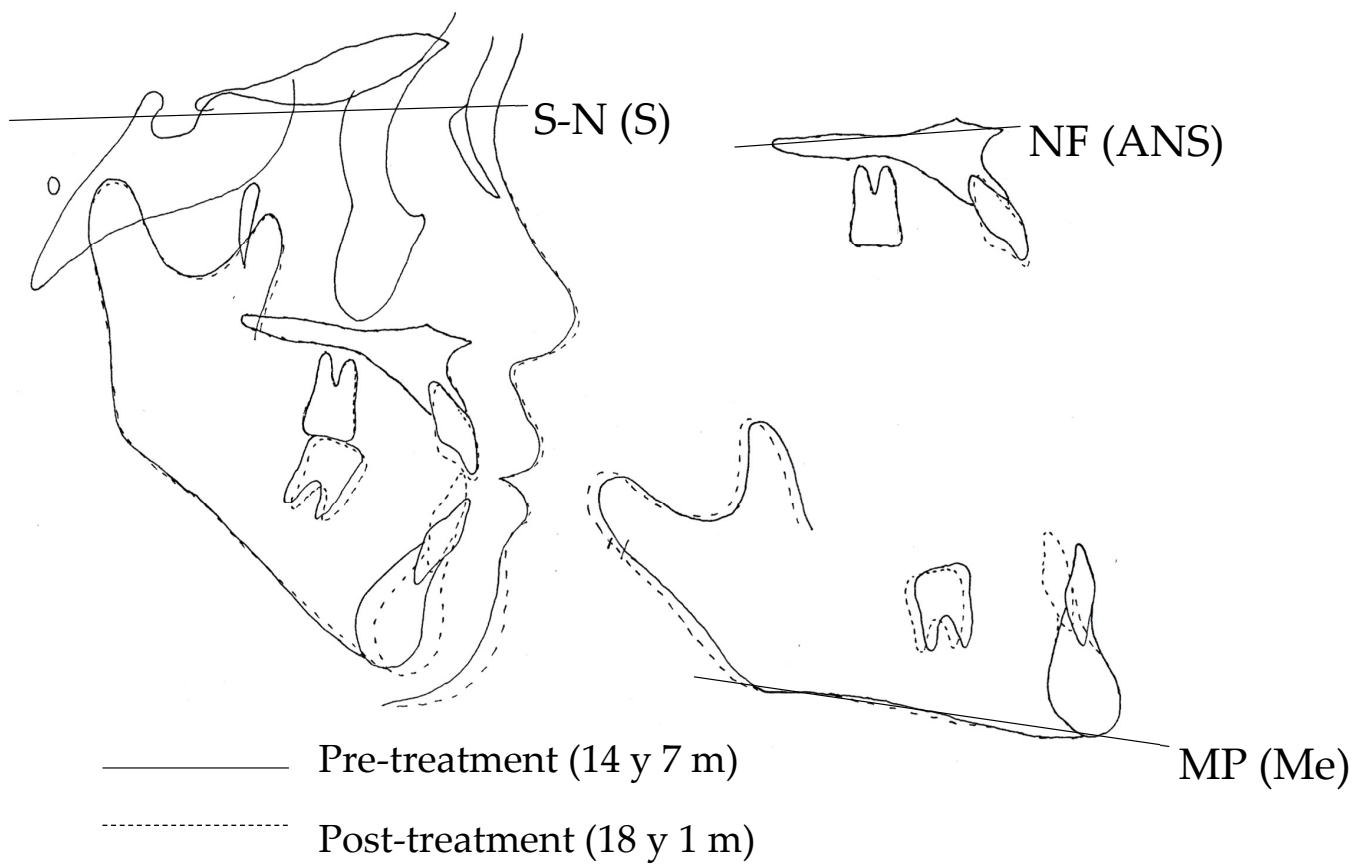 S-N (S)
NF (ANS)
MP (Me)
Pre-treatment (14 y 7 m)
Post-treatment (18 y 1 m)